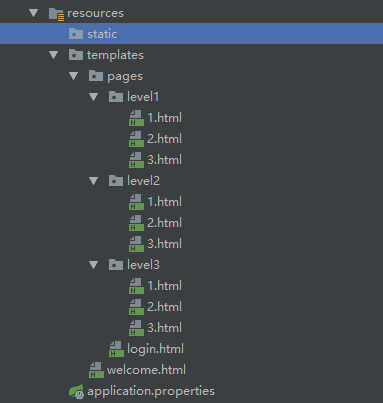 resources
static
templates
pages
level1
1.html
2.html
3.html
level2
1.html
2.html
3.html
level3
1.html
2.html
3.html
login.html
welcome.html
application.properties